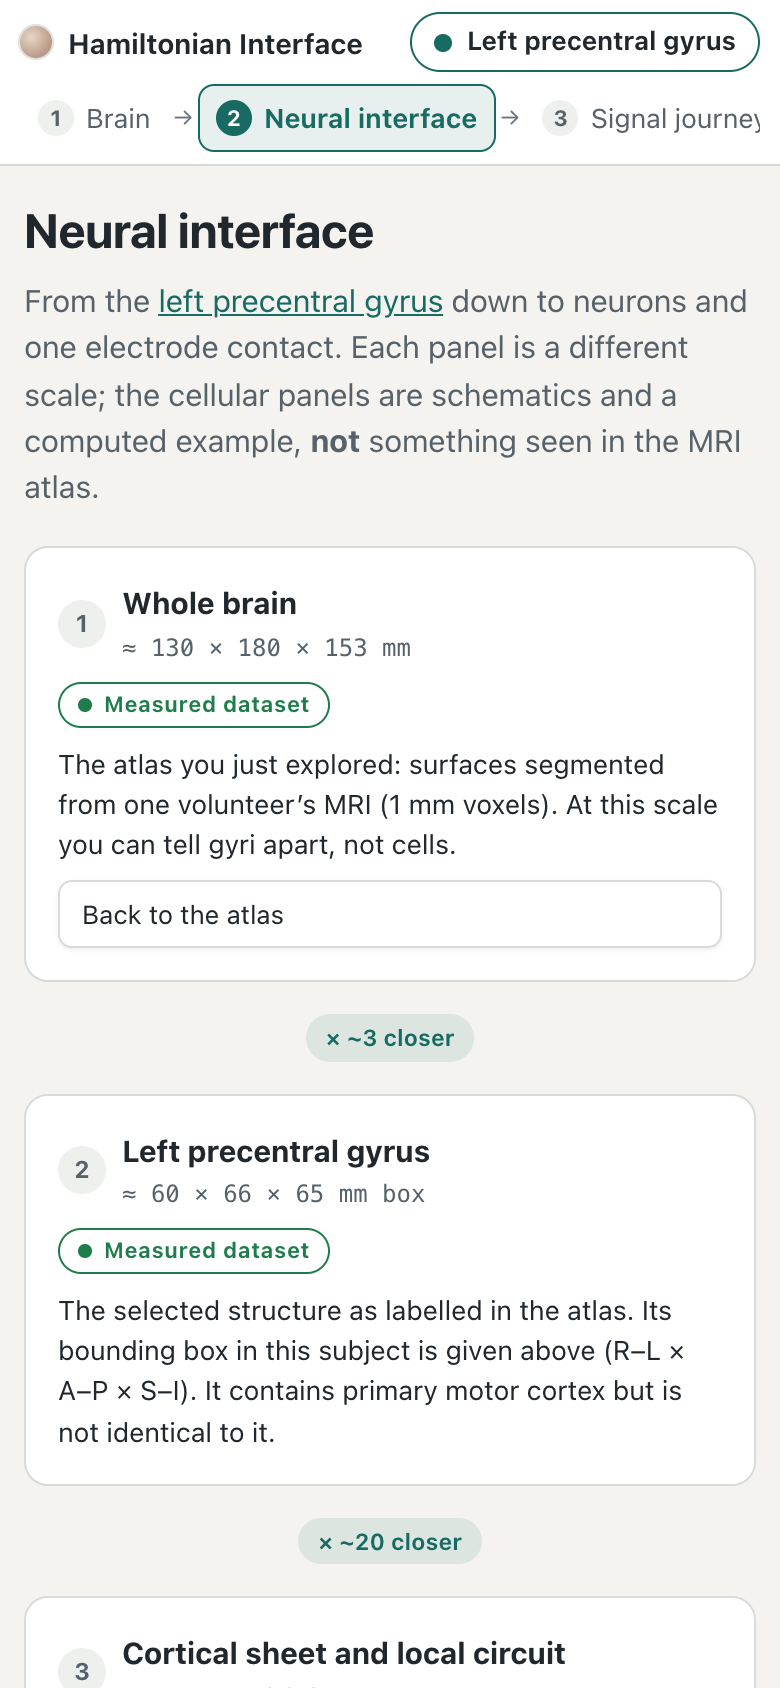 Hamiltonian Interface
Left precentral gyrus
1 Brain → 2 Neural interface → 3 Signal journey
Neural interface
From the left precentral gyrus down to neurons and
one electrode contact. Each panel is a different
scale; the cellular panels are schematics and a
computed example, not something seen in the MRI
atlas.
1
Whole brain
≈ 130 × 180 × 153 mm
Measured dataset
The atlas you just explored: surfaces segmented
from one volunteer’s MRI (1 mm voxels). At this scale
you can tell gyri apart, not cells.
Back to the atlas
× ~3 closer
2
Left precentral gyrus
≈ 60 × 66 × 65 mm box
Measured dataset
The selected structure as labelled in the atlas. Its
bounding box in this subject is given above (R–L ×
A–P × S–I). It contains primary motor cortex but is
not identical to it.
× ~20 closer
3
Cortical sheet and local circuit